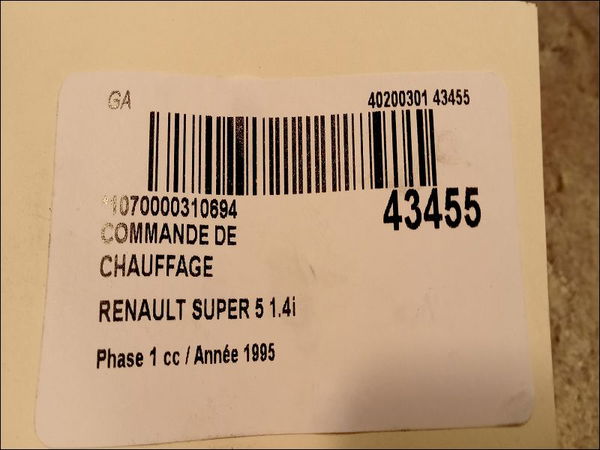 GA
40200301 43455
*1070000310694
43455
COMMANDE DE
CHAUFFAGE
RENAULT SUPER 5 1.4i
Phase 1 cc / Année 1995